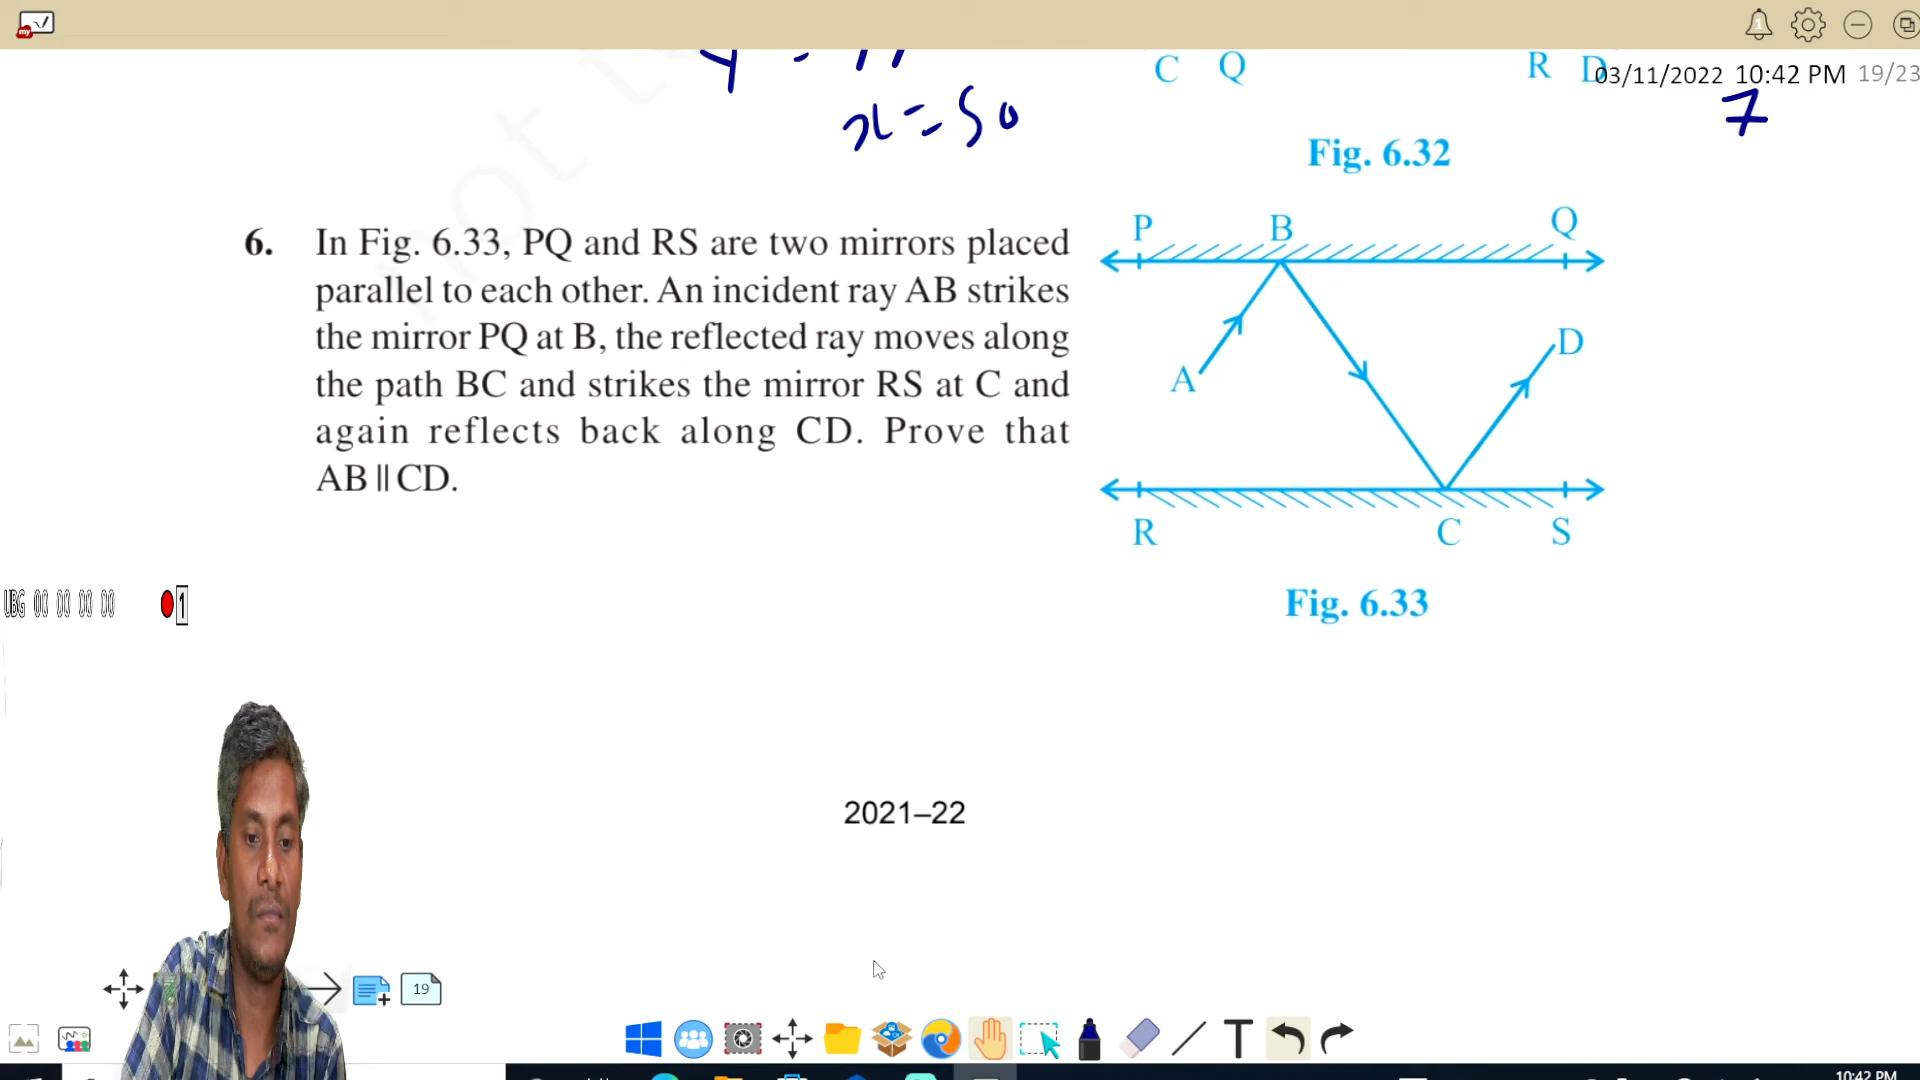 my
C Q R D
03/11/2022 10:42 PM 19/23
x = 50
7
Fig. 6.32
6. In Fig. 6.33, PQ and RS are two mirrors placed
parallel to each other. An incident ray AB strikes
the mirror PQ at B, the reflected ray moves along
the path BC and strikes the mirror RS at C and
again reflects back along CD. Prove that
AB || CD.
P B Q
A D
R C S
Fig. 6.33
1
2021–22
19
T
10:42 PM